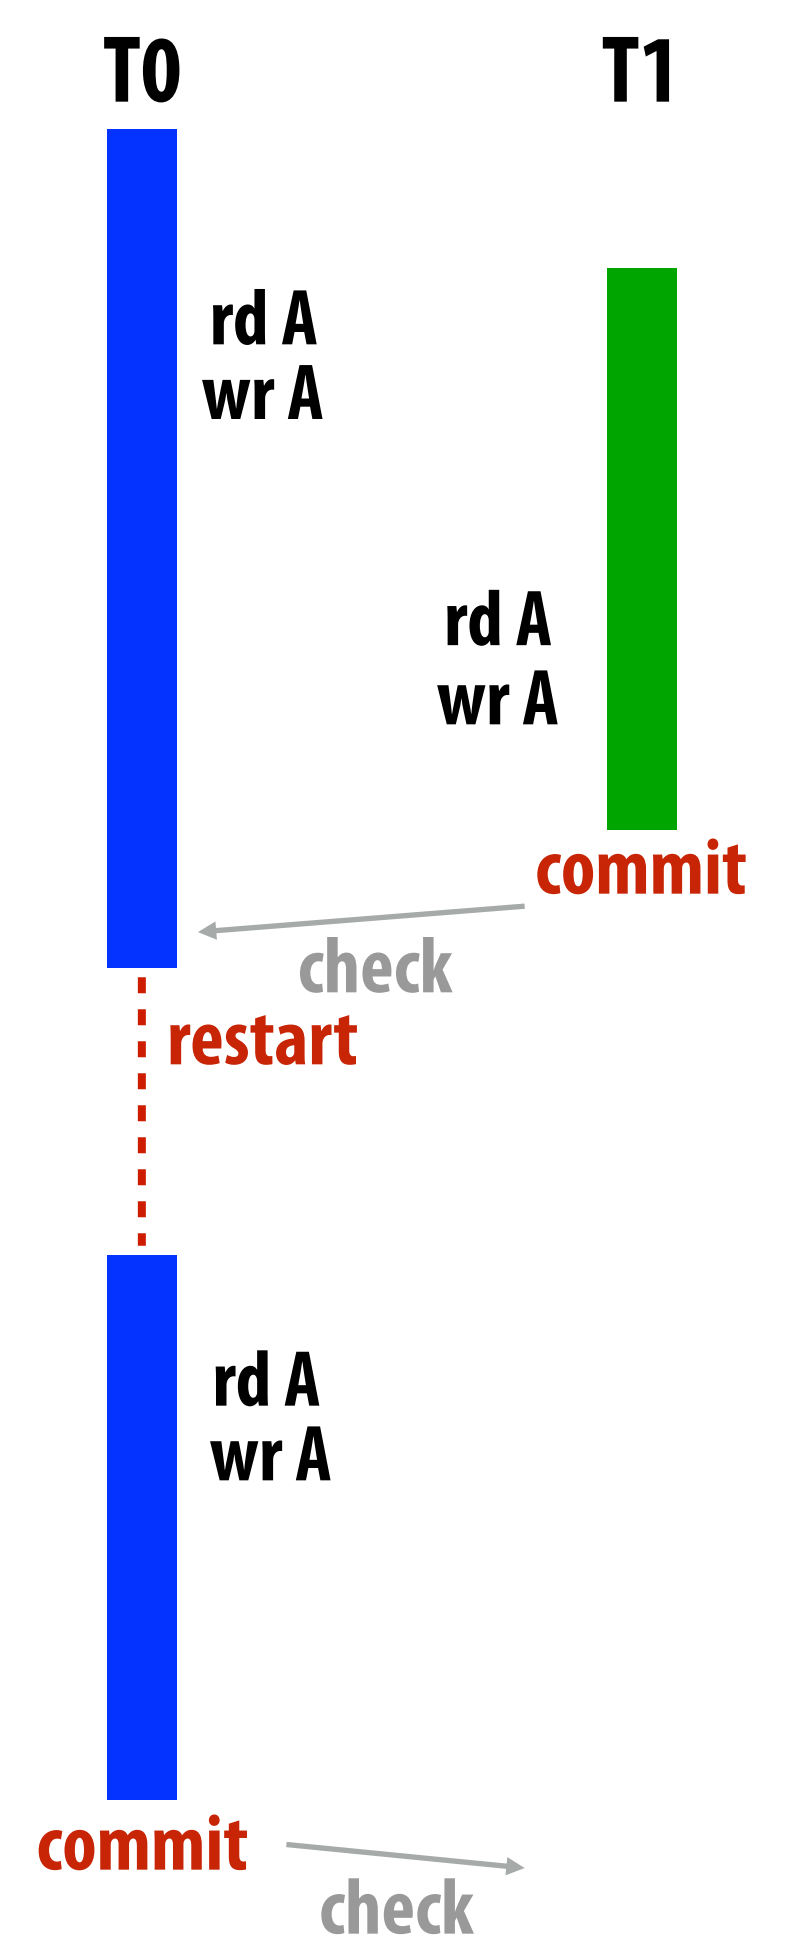 T0
T1
rd A
wr A
rd A
wr A
commit
check
restart
rd A
wr A
commit
check